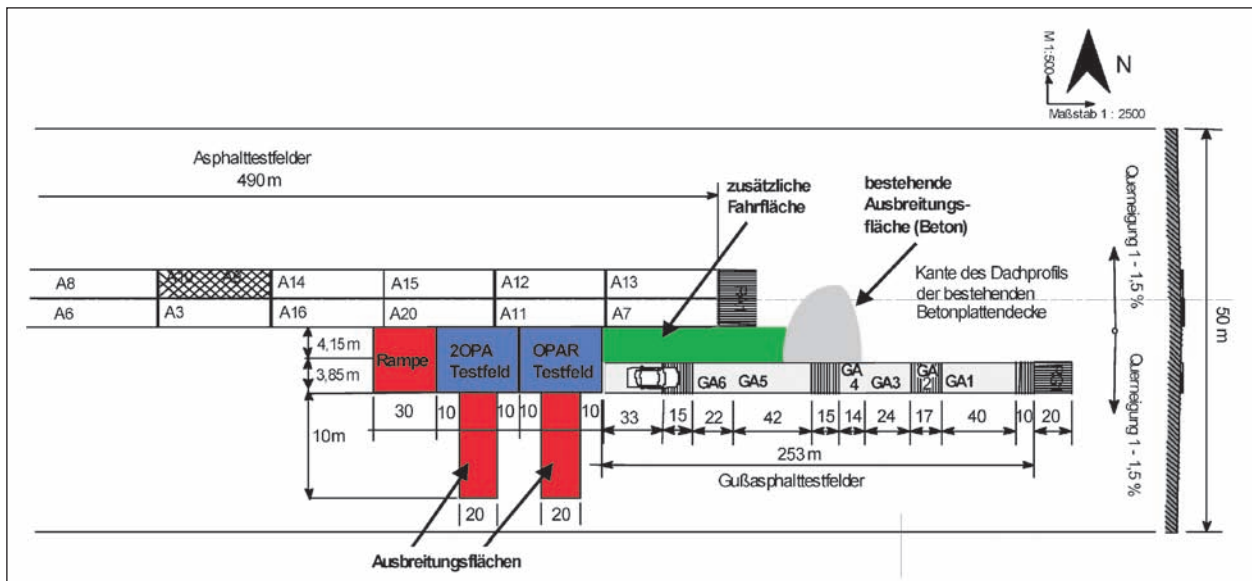 M 1:500
N
Maßstab 1 : 2500
Asphalttestfelder
490 m
zusätzliche
Fahrfläche
bestehende
Ausbreitungs-
fläche (Beton)
Querneigung 1 - 1,5 %
A8
A14
A15
A12
A13
Kante des Dachprofils
der bestehenden
Betonplattendecke
A6
A3
A16
A20
A11
A7
50 m
4,15 m
3,85 m
Rampe
2OPA
Testfeld
OPAR
Testfeld
GA6
GA5
GA
4
GA3
GA
GA1
Querneigung 1 - 1,5 %
30
10
10
10
10
33
15
22
42
15
14
24
17
40
10
20
10m
253 m
Gußasphalttestfelder
20
20
Ausbreitungsflächen